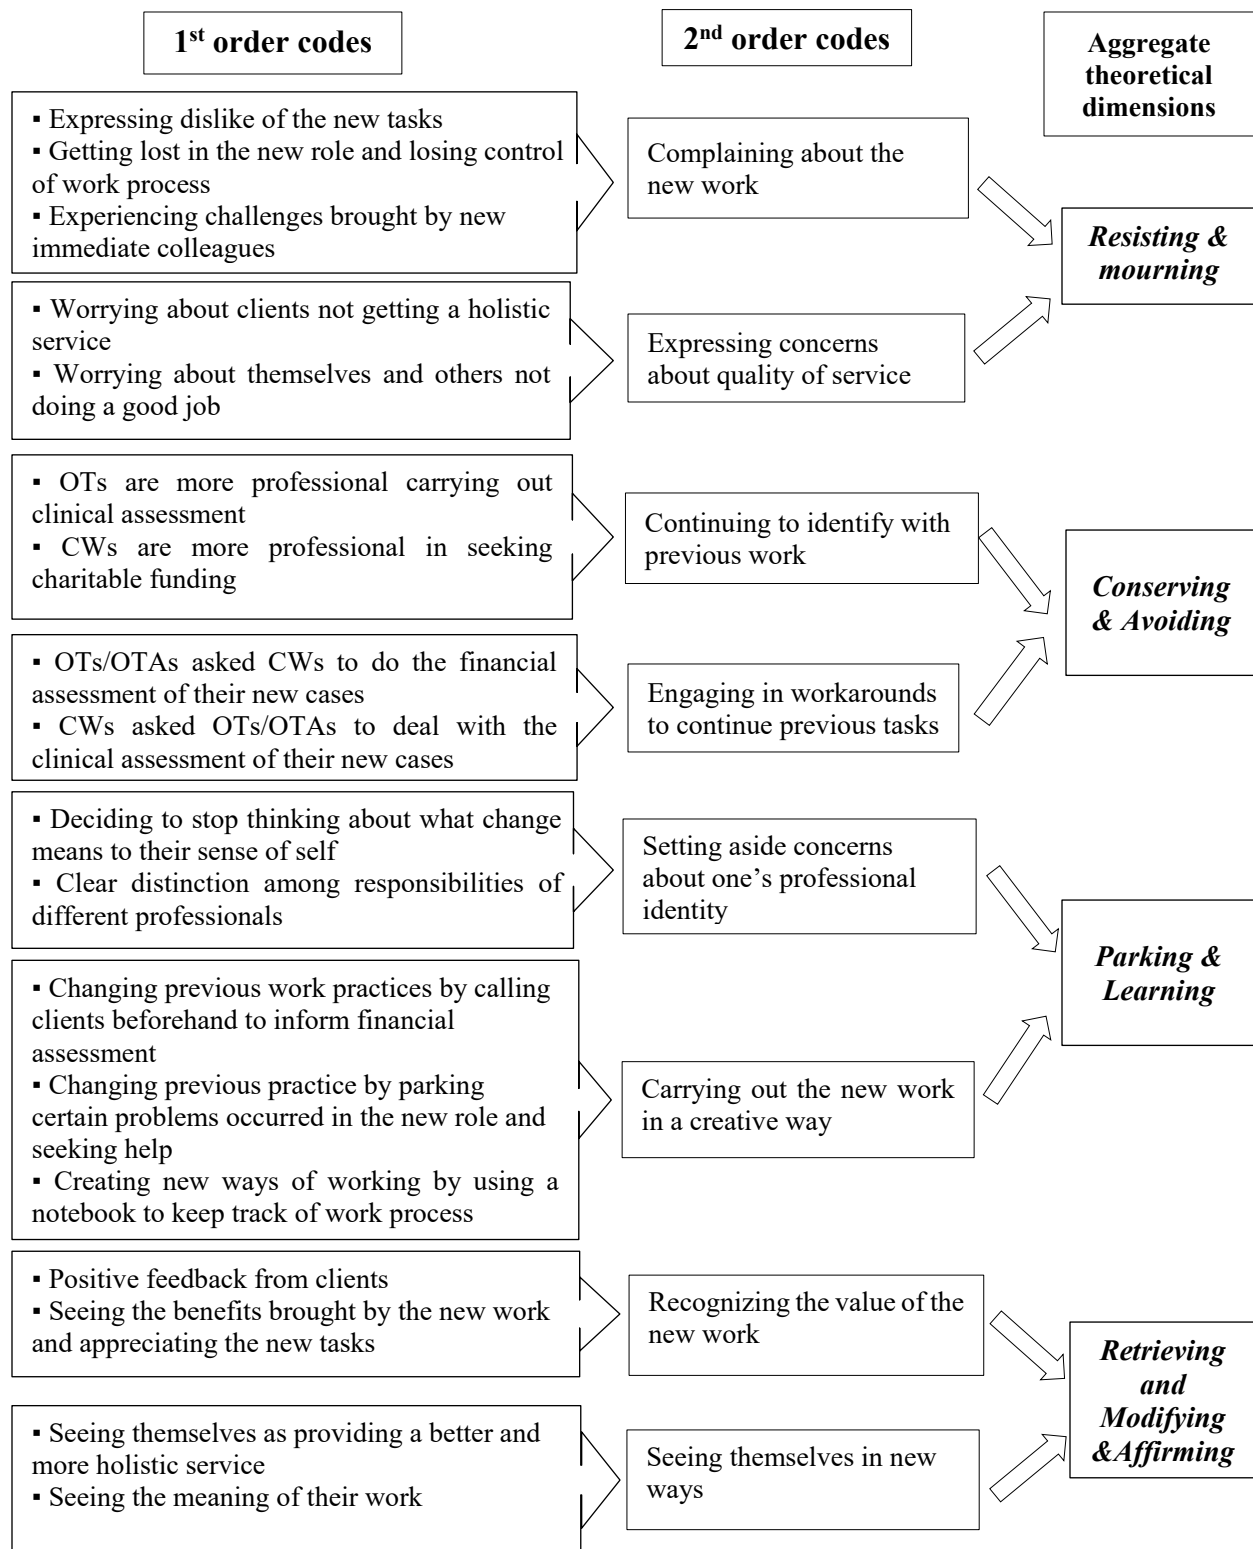 1st order codes
2nd order codes
Aggregate
theoretical
dimensions
▪ Expressing dislike of the new tasks
▪ Getting lost in the new role and losing control
of work process
▪ Experiencing challenges brought by new
immediate colleagues
Complaining about the
new work
Resisting &
mourning
▪ Worrying about clients not getting a holistic
service
▪ Worrying about themselves and others not
doing a good job
Expressing concerns
about quality of service
▪ OTs are more professional carrying out
clinical assessment
▪ CWs are more professional in seeking
charitable funding
Continuing to identify with
previous work
Conserving
& Avoiding
▪ OTs/OTAs asked CWs to do the financial
assessment of their new cases
▪ CWs asked OTs/OTAs to deal with the
clinical assessment of their new cases
Engaging in workarounds
to continue previous tasks
▪ Deciding to stop thinking about what change
means to their sense of self
▪ Clear distinction among responsibilities of
different professionals
Setting aside concerns
about one's professional
identity
Parking &
Learning
▪ Changing previous work practices by calling
clients beforehand to inform financial
assessment
▪ Changing previous practice by parking
certain problems occurred in the new role and
seeking help
▪ Creating new ways of working by using a
notebook to keep track of work process
Carrying out the new work
in a creative way
▪ Positive feedback from clients
▪ Seeing the benefits brought by the new work
and appreciating the new tasks
Recognizing the value of the
new work
Retrieving
and
Modifying
&Affirming
▪ Seeing themselves as providing a better and
more holistic service
▪ Seeing the meaning of their work
Seeing themselves in new
ways